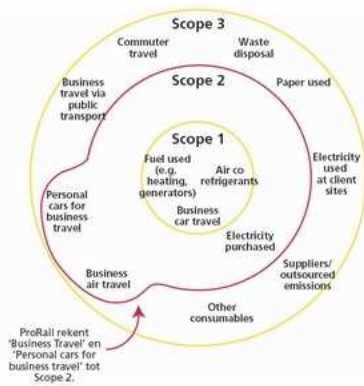 Scope 3
Commuter
travel
Waste
disposal
Business
travel via
public
transport
Scope 2
Paper used
Scope 1
Fuel used
(e.g.
heating,
generators)
Air co
refrigerants
Business
car travel
Electricity
used
at client
sites
Personal
cars for
business
travel
Electricity
purchased
Business
air travel
Suppliers/
outsourced
emissions
Other
consumables
ProRail rekent
'Business Travel' en
'Personal cars for
business travel' tot
Scope 2.